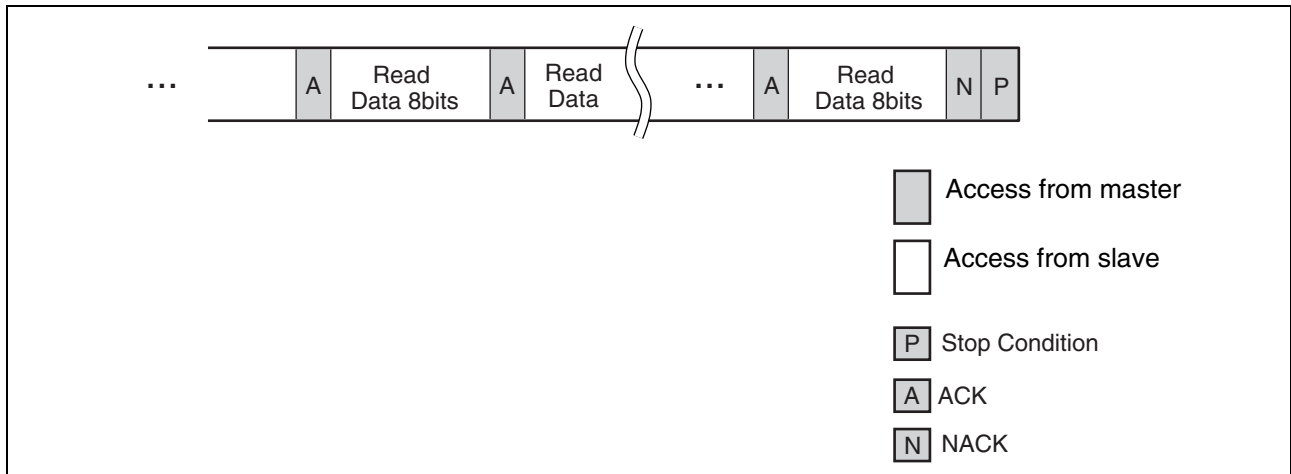 ... A Read Data 8bits A Read Data ... A Read Data 8bits N P
Access from master
Access from slave
P Stop Condition
A ACK
N NACK